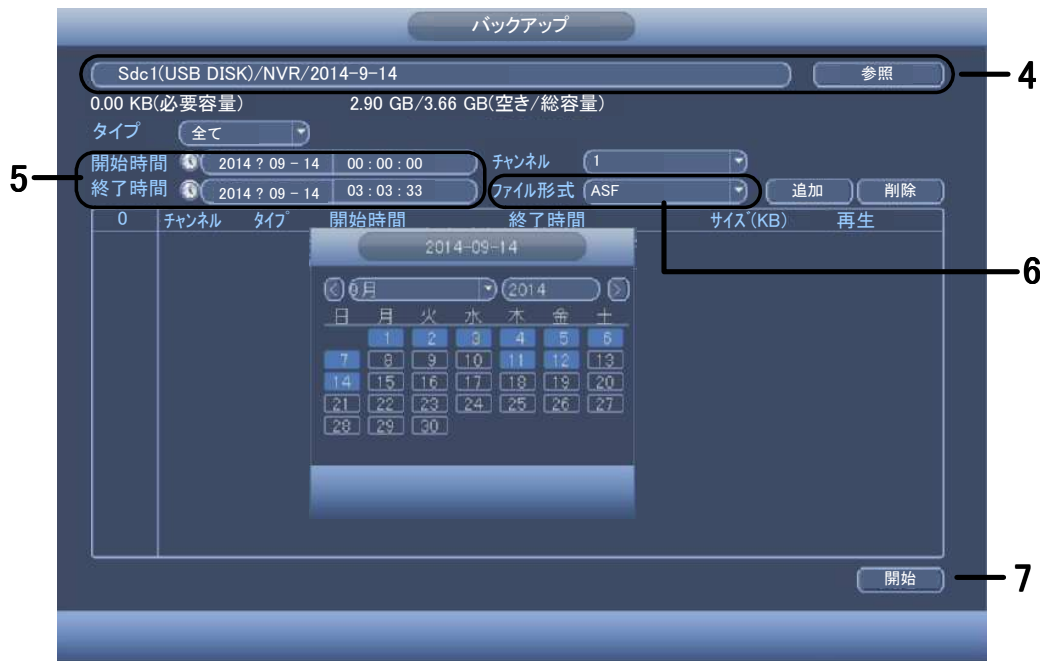 バックアップ
Sdc1(USB DISK)/NVR/2014-9-14 参照 4
0.00 KB(必要容量) 2.90 GB/3.66 GB(空き/総容量)
タイプ 全て
開始時間 2014 ? 09 - 14 00 : 00 : 00 チャンネル 1
5
終了時間 2014 ? 09 - 14 03 : 03 : 33 ファイル形式 ASF 追加 削除
0 チャンネル タイプ 開始時間 終了時間 サイズ(KB) 再生
2014-09-14
6
< 9月 2014 >
日 月 火 水 木 金 土
1 2 3 4 5 6
7 8 9 10 11 12 13
14 15 16 17 18 19 20
21 22 23 24 25 26 27
28 29 30
開始 7